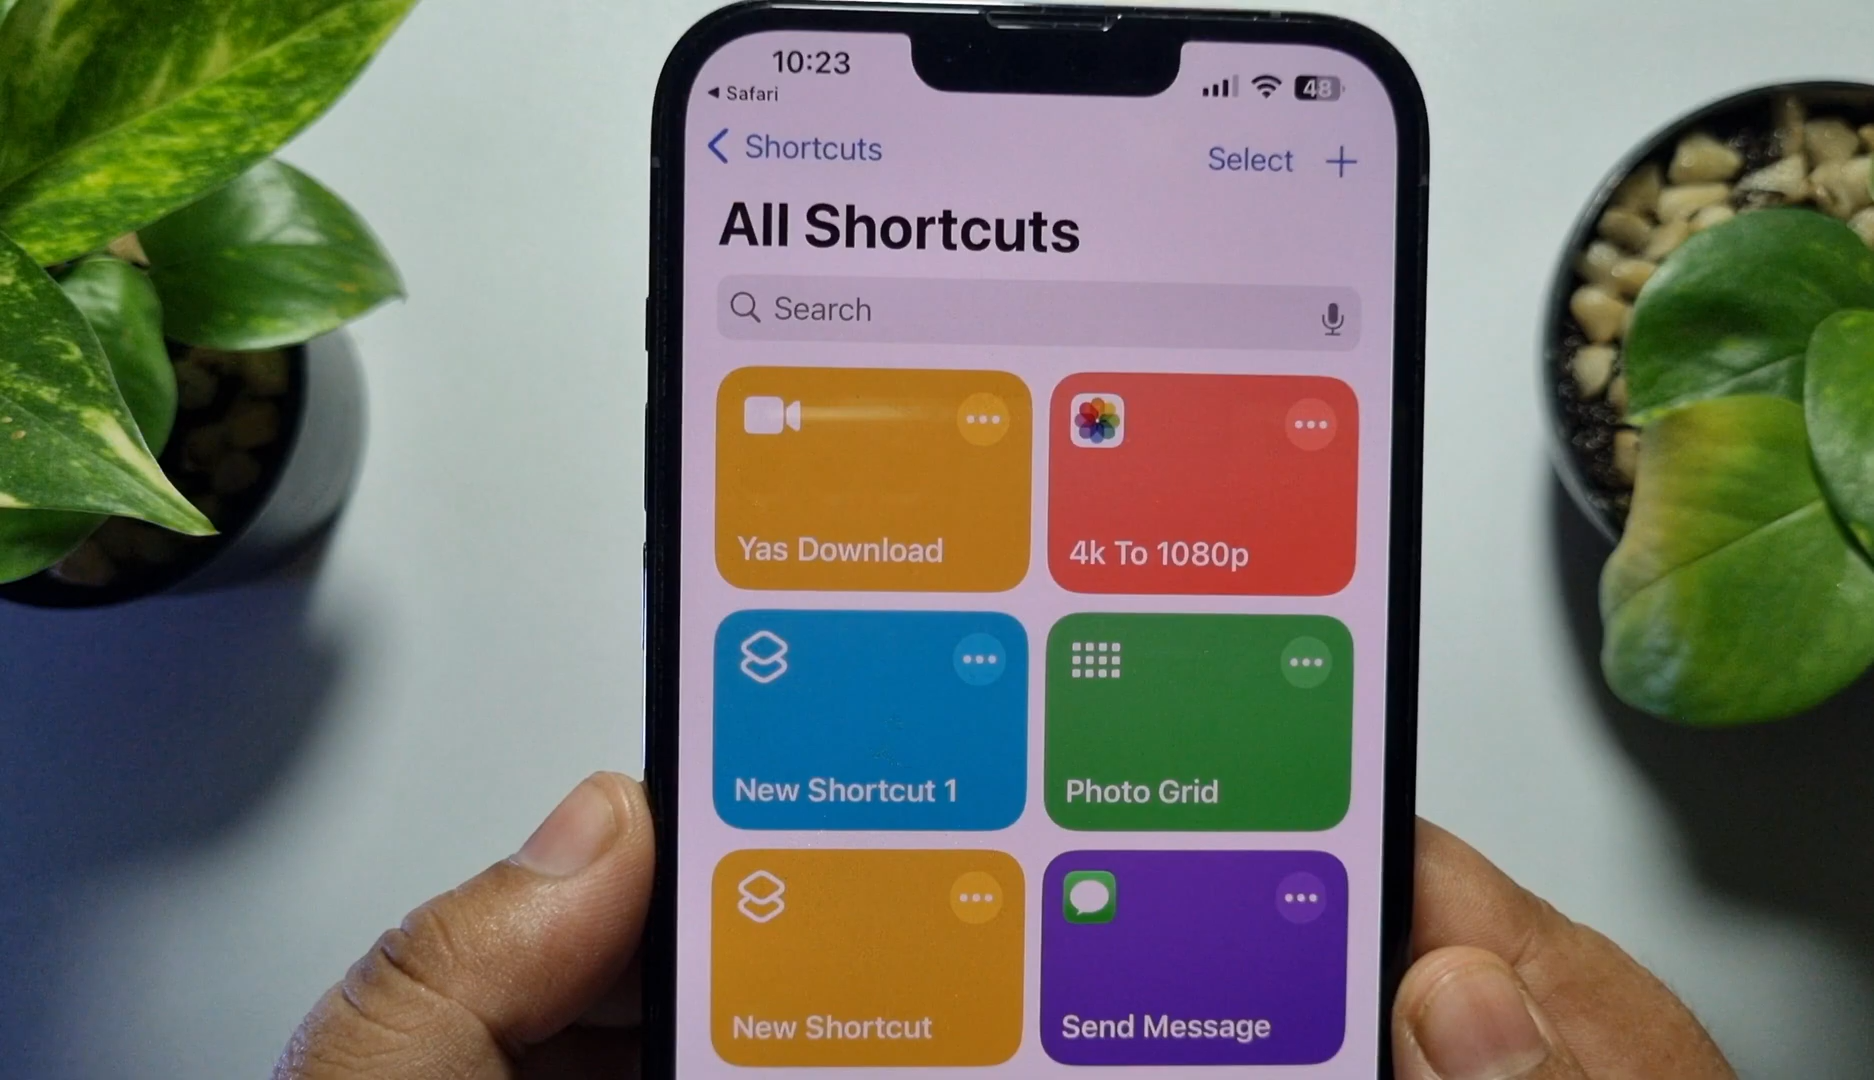 10:23
Safari
48
Shortcuts
Select
All Shortcuts
Search
Yas Download
4k To 1080p
New Shortcut 1
Photo Grid
New Shortcut
Send Message